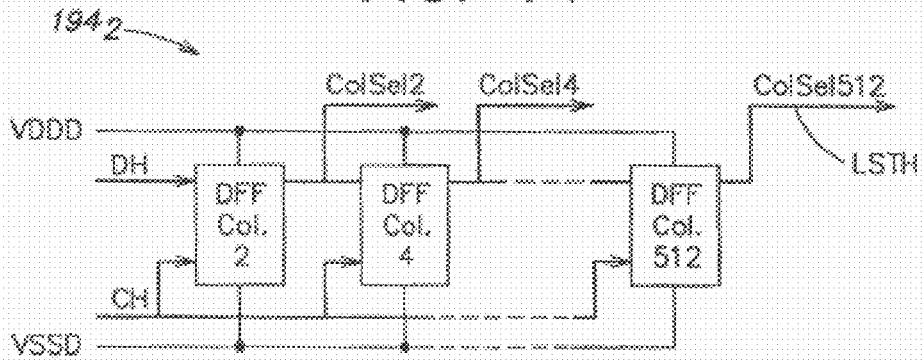 194₂
ColSel2
ColSel4
ColSel512
VDDD
DH
LSTH
DFF
Col.
2
DFF
Col.
4
DFF
Col.
512
CH
VSSD